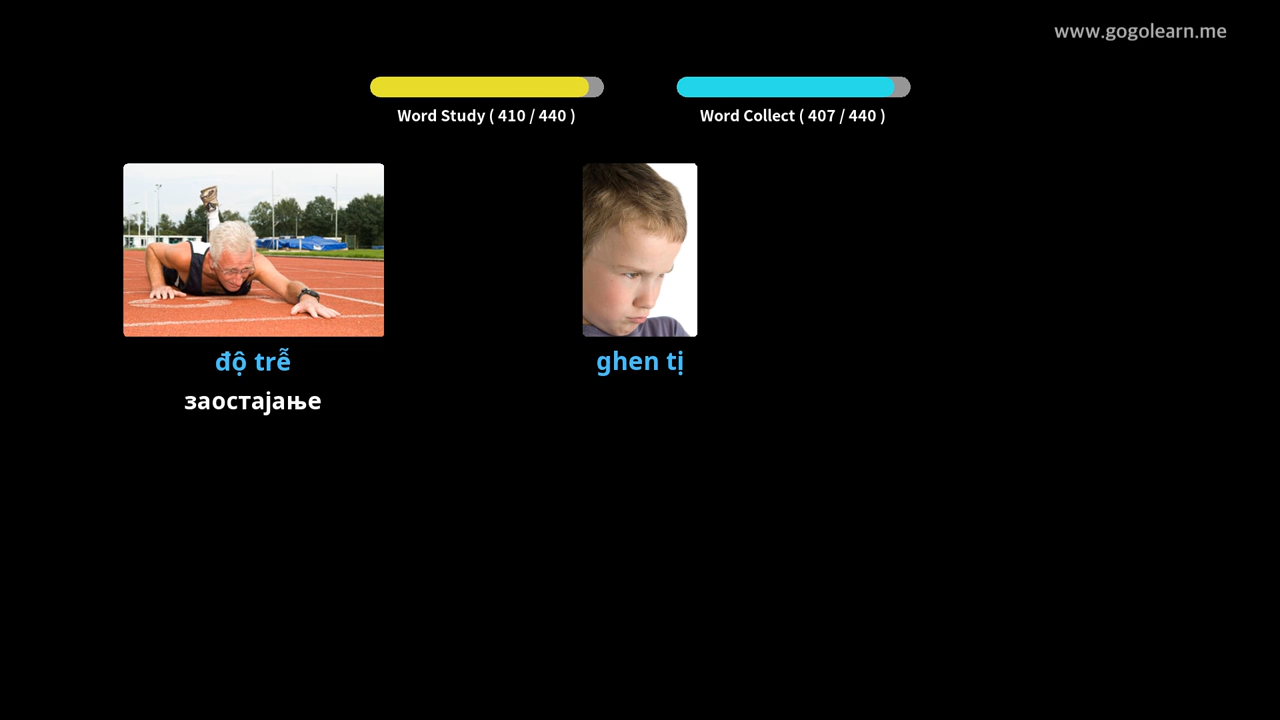 www.gogolearn.me
Word Study ( 410 / 440 )
Word Collect ( 407 / 440 )
độ trễ
ghen tị
заостајање